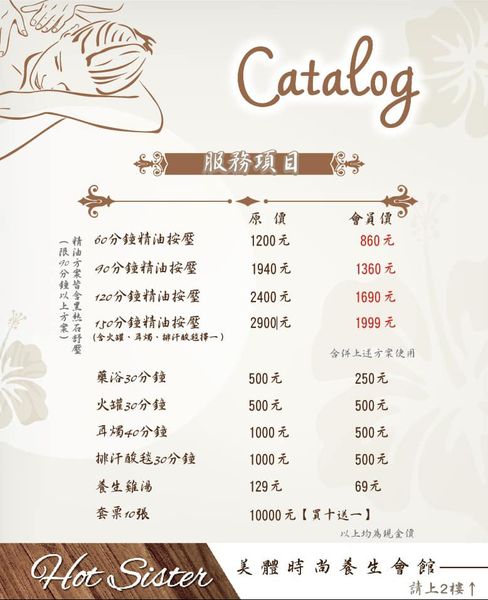 Catalog
服務項目
原價 會員價
精油方案皆含黑熱石舒壓
(限90分鐘以上方案)
60分鐘精油按壓 1200元 860元
90分鐘精油按壓 1940元 1360元
120分鐘精油按壓 2400元 1690元
150分鐘精油按壓 2900元 1999元
(含火罐、耳燭、排汗酸毯擇一)
含併上述方案使用
藥浴30分鐘 500元 250元
火罐30分鐘 500元 500元
耳燭40分鐘 1000元 500元
排汗酸毯30分鐘 1000元 500元
養生雞湯 129元 69元
套票10張 10000元【買十送一】
以上均為現金價
Hot Sister 美體時尚養生會館
請上2樓↑